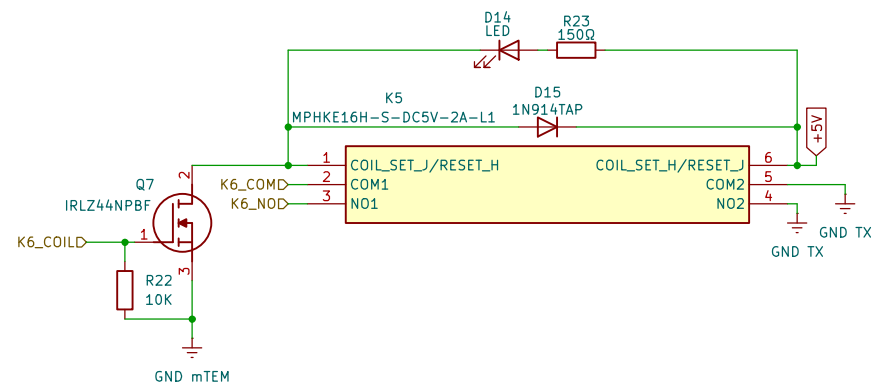 D14
LED
R23
150Ω
K5
MPHKE16H-S-DC5V-2A-L1
D15
1N914TAP
+5V
1
COIL_SET_J/RESET_H
COIL_SET_H/RESET_J
6
K6_COM
2
COM1
COM2
5
K6_NO
3
NO1
NO2
4
Q7
IRLZ44NPBF
2
K6_COIL
1
3
GND TX
GND TX
R22
10K
GND mTEM